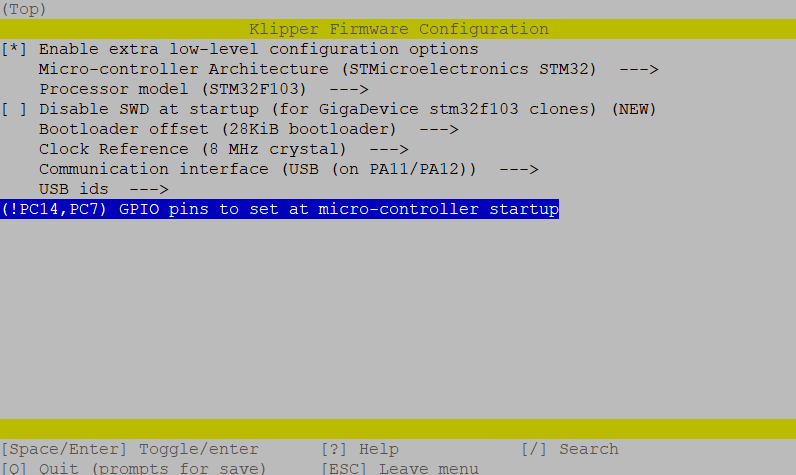 (Top)
Klipper Firmware Configuration
[*] Enable extra low-level configuration options
Micro-controller Architecture (STMicroelectronics STM32)  --->
Processor model (STM32F103)  --->
[ ] Disable SWD at startup (for GigaDevice stm32f103 clones) (NEW)
Bootloader offset (28KiB bootloader)  --->
Clock Reference (8 MHz crystal)  --->
Communication interface (USB (on PA11/PA12))  --->
USB ids  --->
(!PC14,PC7) GPIO pins to set at micro-controller startup
[Space/Enter] Toggle/enter [?] Help [/] Search
[Q] Quit (prompts for save) [ESC] Leave menu